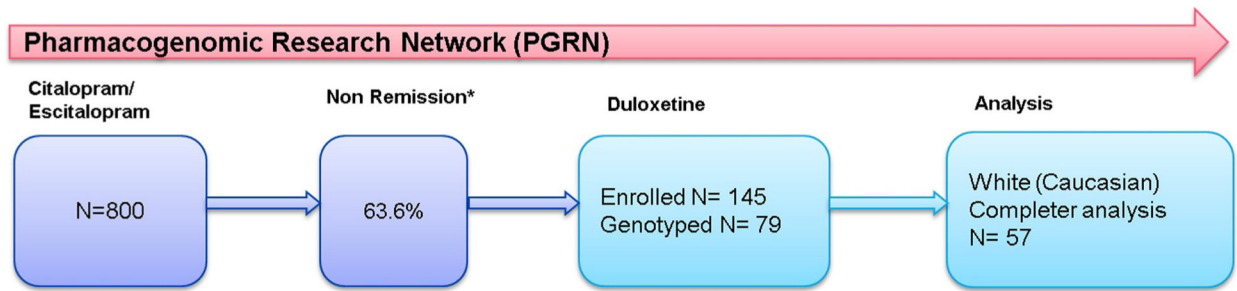 Pharmacogenomic Research Network (PGRN)
Citalopram/
Escitalopram
N=800
Non Remission*
63.6%
Duloxetine
Enrolled N= 145
Genotyped N= 79
Analysis
White (Caucasian)
Completer analysis
N= 57